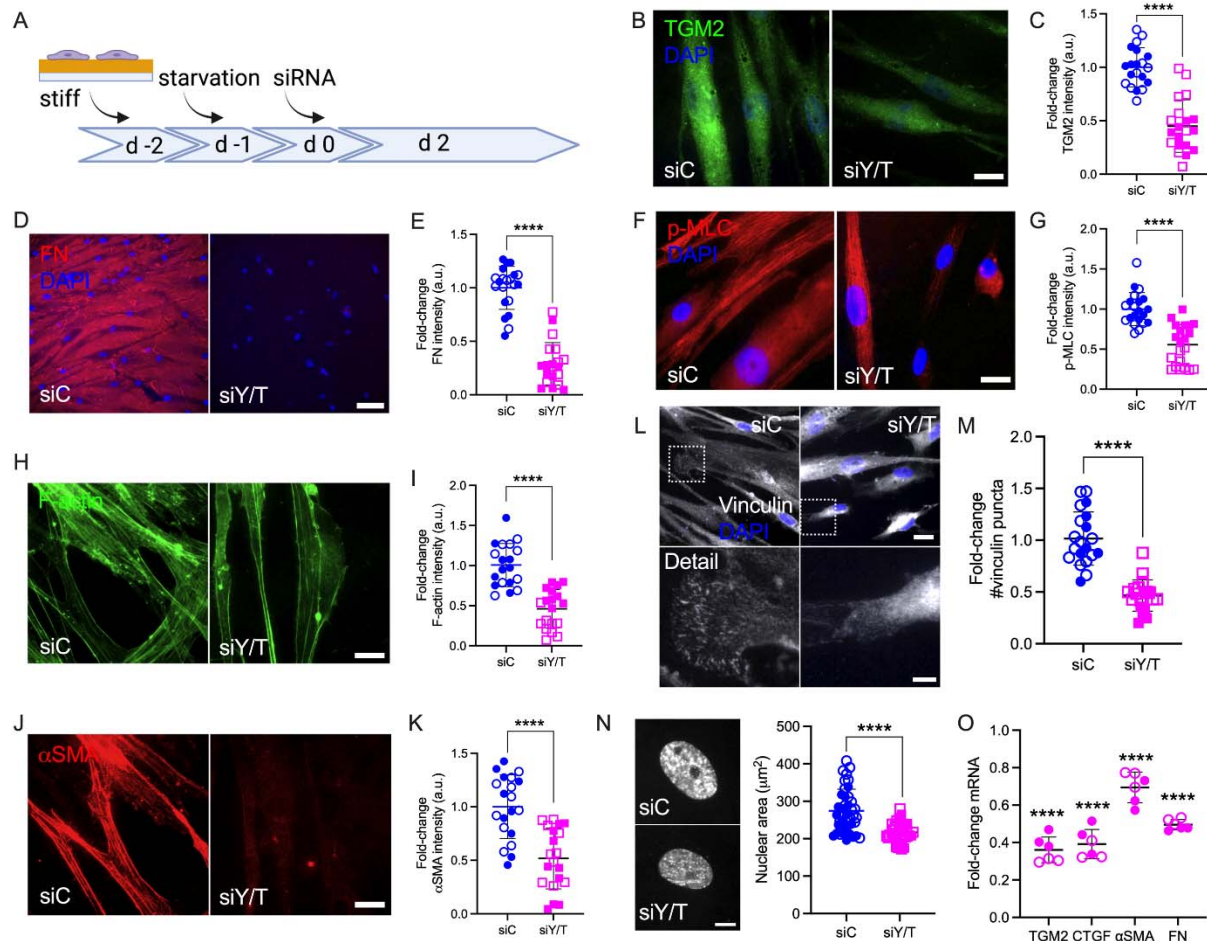 A
stiff
starvation
siRNA
d -2
d -1
d 0
d 2
B
TGM2
DAPI
siC
siY/T
C
Fold-change
TGM2 intensity (a.u.)
1.5
1.0
0.5
0.0
****
siC
siY/T
D
FN
DAPI
siC
siY/T
E
Fold-change
FN intensity (a.u.)
1.5
1.0
0.5
0.0
****
siC
siY/T
F
p-MLC
DAPI
siC
siY/T
G
Fold-change
p-MLC intensity (a.u.)
2.0
1.5
1.0
0.5
0.0
****
siC
siY/T
H
F-actin
siC
siY/T
I
Fold-change
F-actin intensity (a.u.)
2.0
1.5
1.0
0.5
0.0
****
siC
siY/T
J
αSMA
siC
siY/T
K
Fold-change
αSMA intensity (a.u.)
1.5
1.0
0.5
0.0
****
siC
siY/T
L
siC
siY/T
Vinculin
DAPI
Detail
M
Fold-change
#vinculin puncta
2.0
1.5
1.0
0.5
0.0
****
siC
siY/T
N
siC
siY/T
Nuclear area (μm²)
500
400
300
200
100
0
****
siC
siY/T
O
Fold-change mRNA
1.0
0.8
0.6
0.4
0.2
0.0
****
****
****
****
TGM2 CTGF αSMA FN